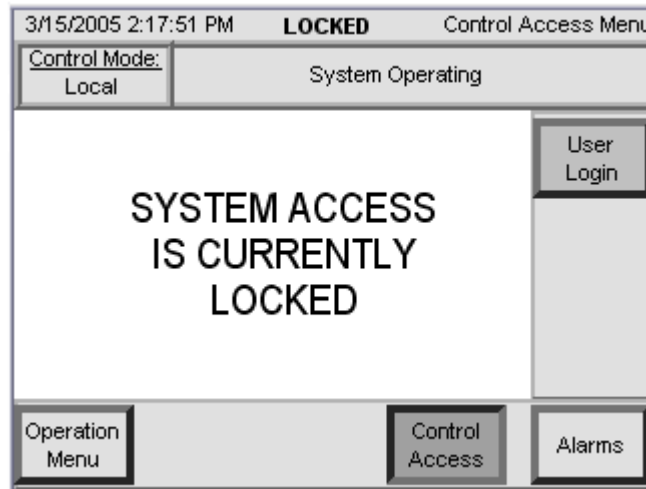 3/15/2005 2:17:51 PM LOCKED Control Access Menu
Control Mode:
Local
System Operating
User
Login
SYSTEM ACCESS
IS CURRENTLY
LOCKED
Operation
Menu
Control
Access
Alarms